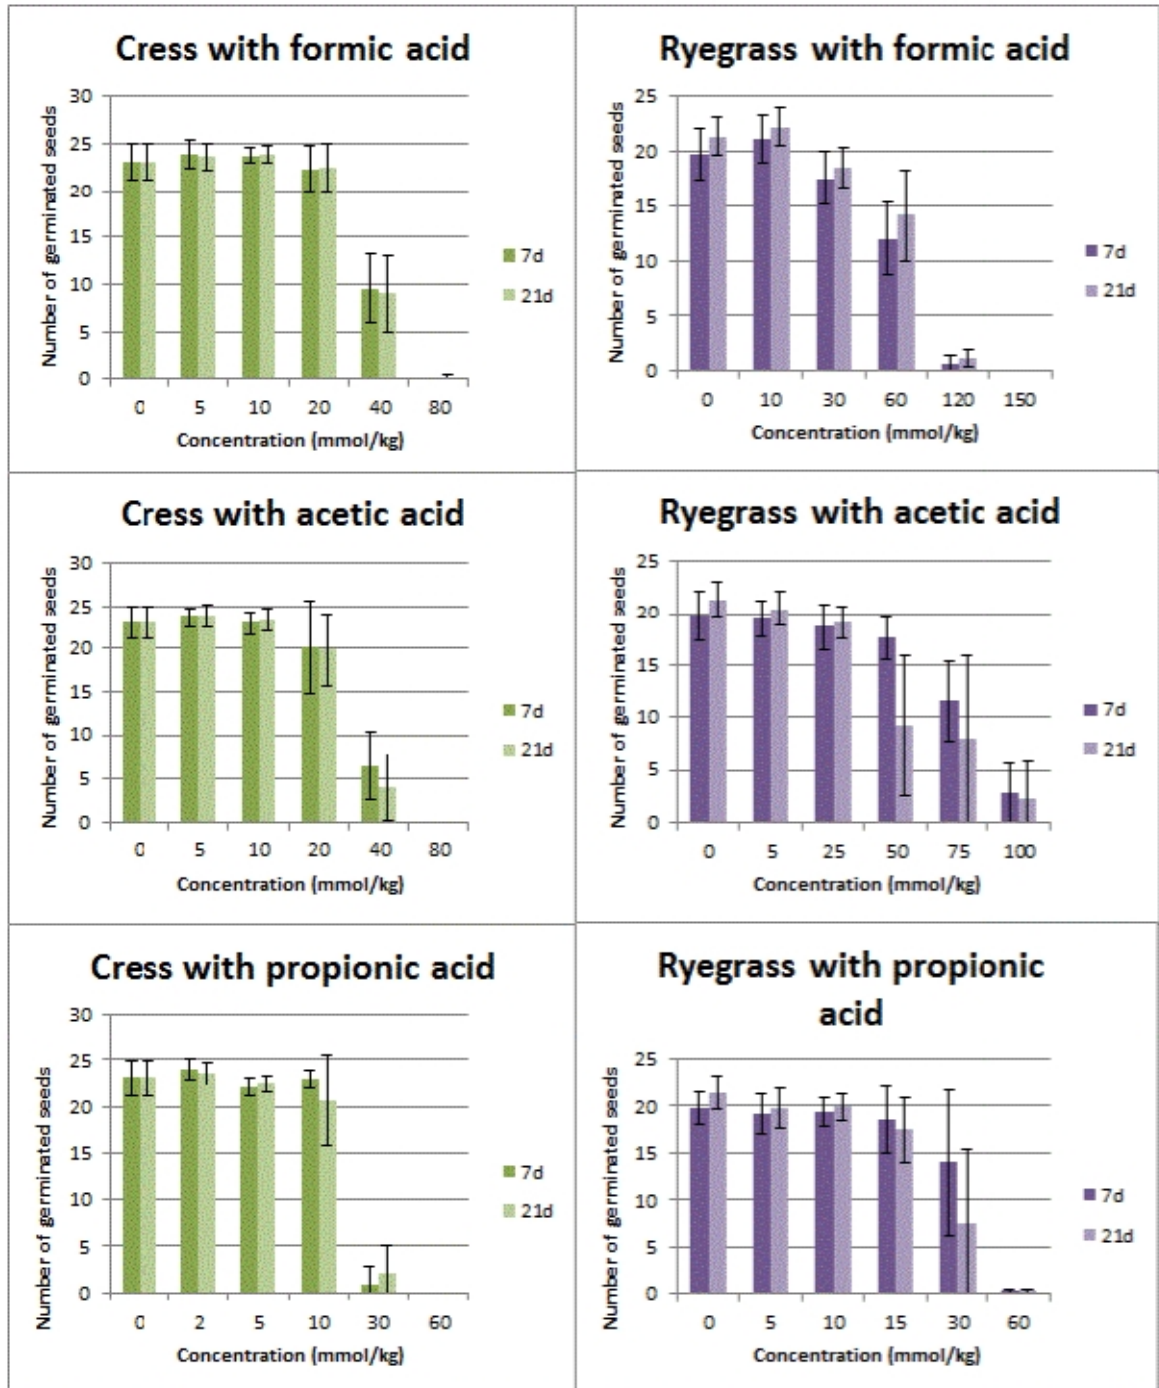 Cress with formic acid
Number of germinated seeds
30
25
20
15
10
5
0
0 5 10 20 40 80
Concentration (mmol/kg)
7d
21d
Ryegrass with formic acid
Number of germinated seeds
25
20
15
10
5
0
0 10 30 60 120 150
Concentration (mmol/kg)
7d
21d
Cress with acetic acid
Number of germinated seeds
30
25
20
15
10
5
0
0 5 10 20 40 80
Concentration (mmol/kg)
7d
21d
Ryegrass with acetic acid
Number of germinated seeds
25
20
15
10
5
0
0 5 25 50 75 100
Concentration (mmol/kg)
7d
21d
Cress with propionic acid
Number of germinated seeds
30
25
20
15
10
5
0
0 2 5 10 30 60
Concentration (mmol/kg)
7d
21d
Ryegrass with propionic
acid
Number of germinated seeds
25
20
15
10
5
0
0 5 10 15 30 60
Concentration (mmol/kg)
7d
21d